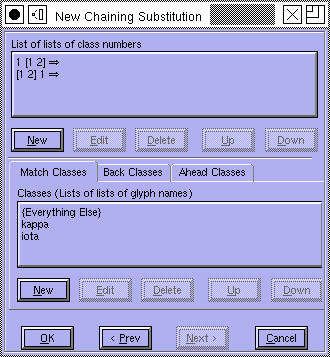 New Chaining Substitution
List of lists of class numbers
1 [1 2] ⇒
[1 2] 1 ⇒
New Edit Delete Up Down
Match Classes Back Classes Ahead Classes
Classes (Lists of lists of glyph names)
{Everything Else}
kappa
iota
New Edit Delete Up Down
OK < Prev Next > Cancel